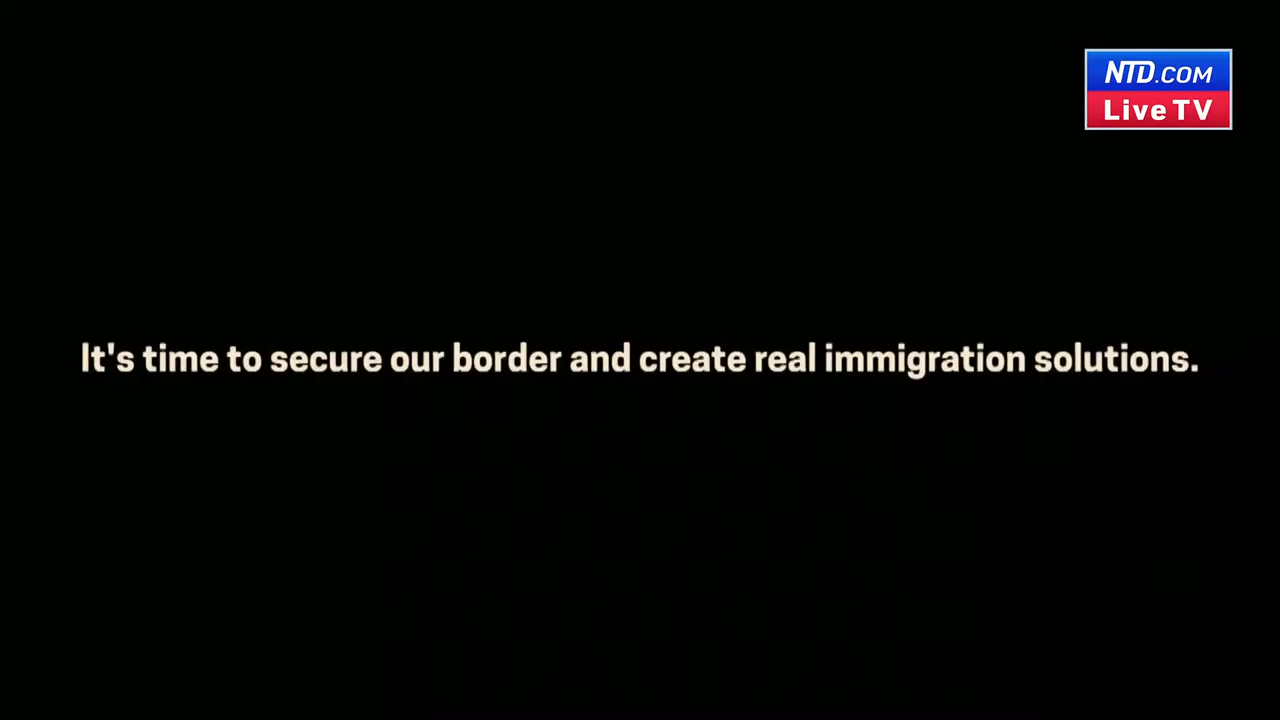 NTD.COM
Live TV
It's time to secure our border and create real immigration solutions.